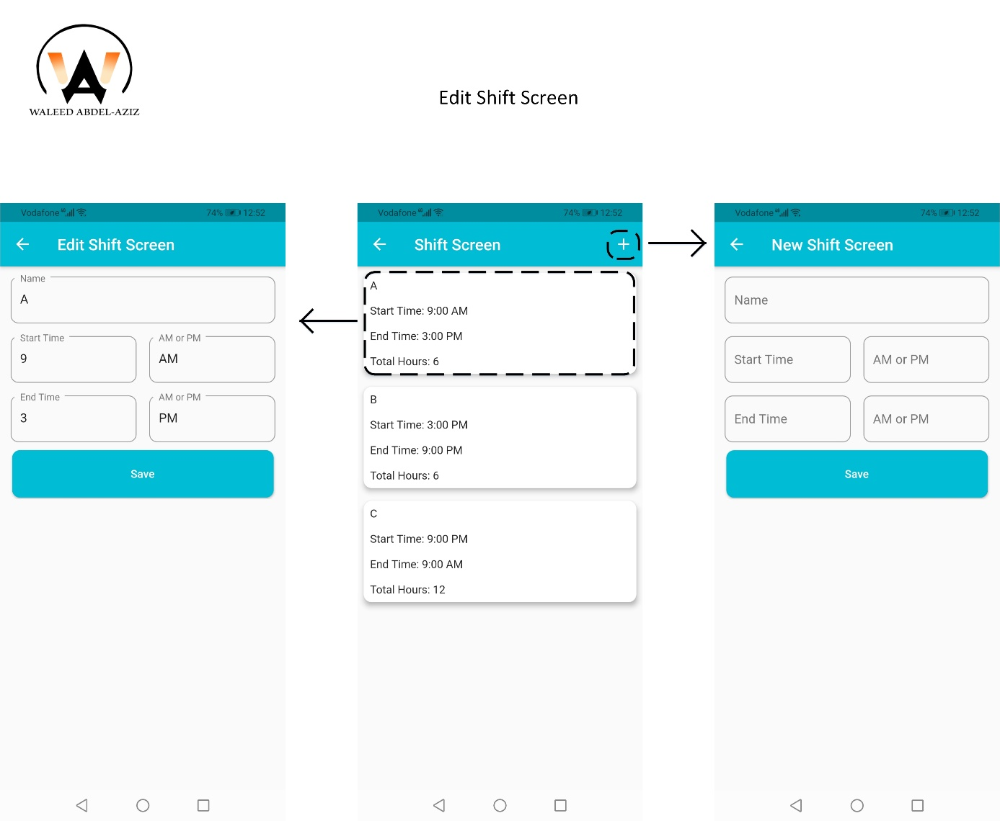 WALEED ABDEL-AZIZ
Edit Shift Screen
Vodafone 4G 74% 12:52
Edit Shift Screen
Name
A
Start Time AM or PM
9 AM
End Time AM or PM
3 PM
Save
Vodafone 4G 74% 12:52
Shift Screen +
A
Start Time: 9:00 AM
End Time: 3:00 PM
Total Hours: 6
B
Start Time: 3:00 PM
End Time: 9:00 PM
Total Hours: 6
C
Start Time: 9:00 PM
End Time: 9:00 AM
Total Hours: 12
Vodafone 4G 74% 12:52
New Shift Screen
Name
Start Time AM or PM
End Time AM or PM
Save